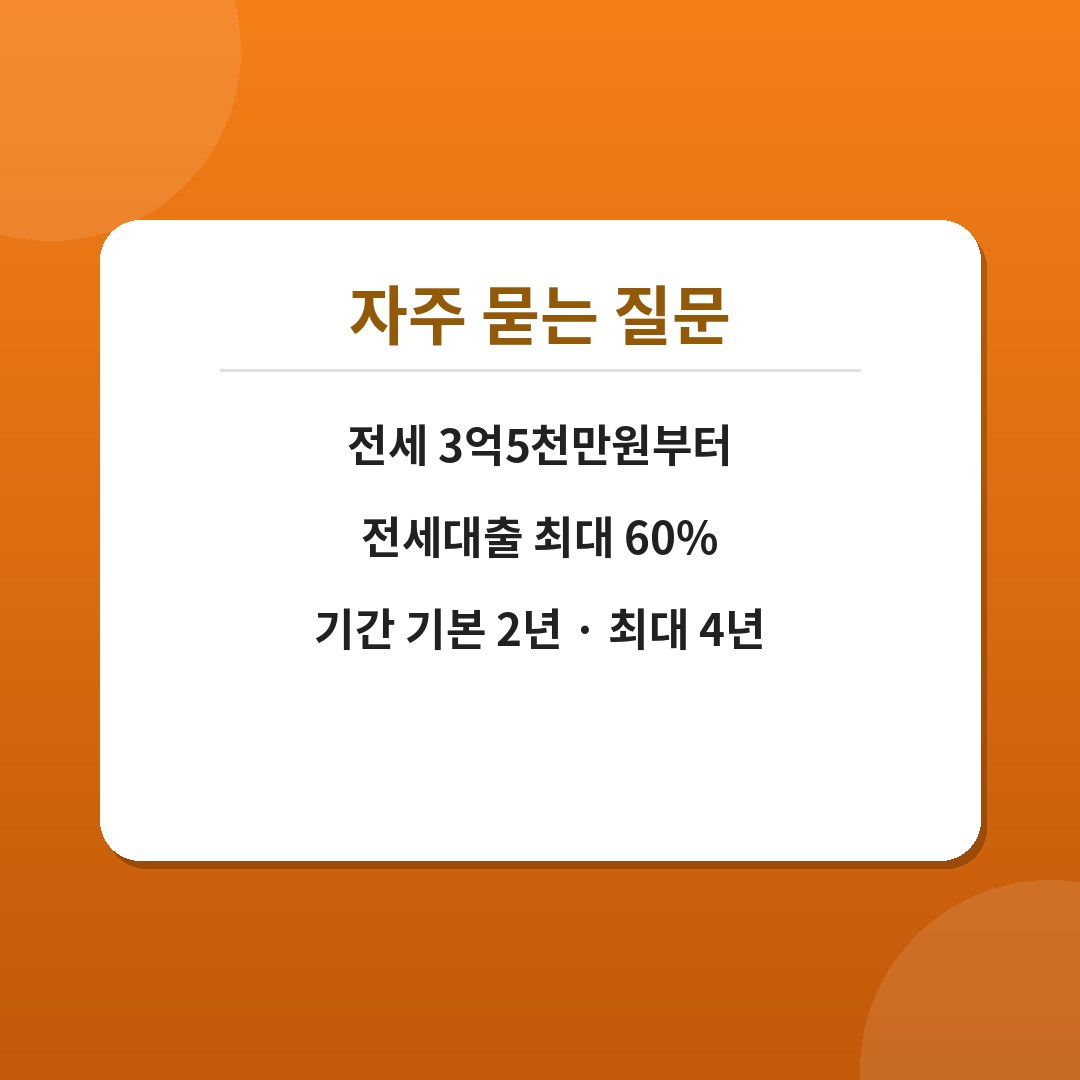 자주 묻는 질문
전세 3억5천만원부터
전세대출 최대 60%
기간 기본 2년 · 최대 4년